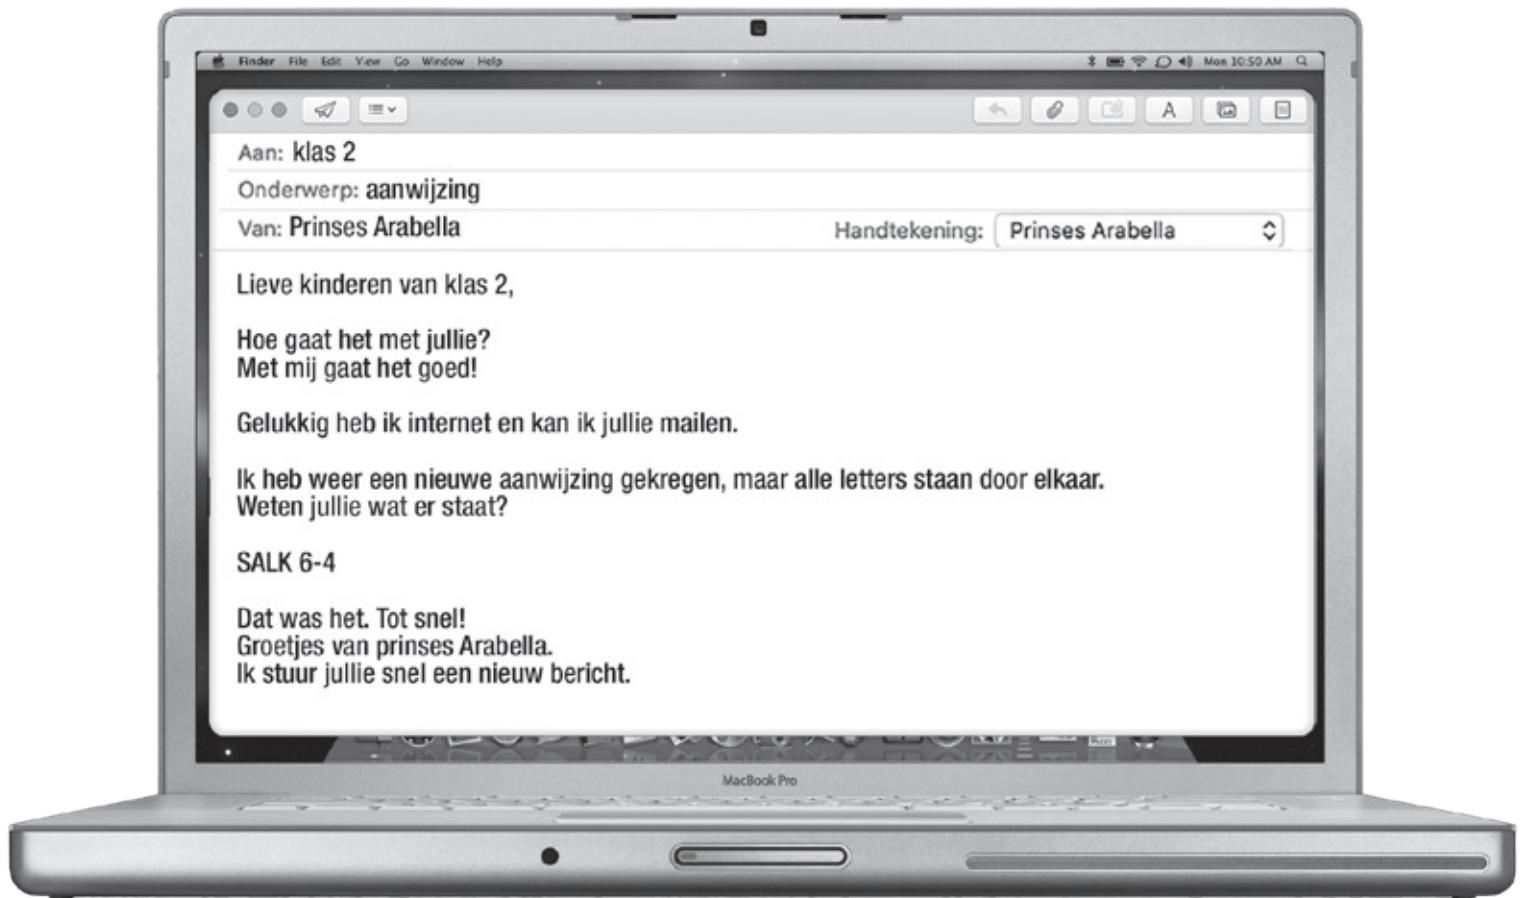 Finder File Edit View Go Window Help Mon 10:50 AM
A
Aan: klas 2
Onderwerp: aanwijzing
Van: Prinses Arabella Handtekening: Prinses Arabella
Lieve kinderen van klas 2,
Hoe gaat het met jullie?
Met mij gaat het goed!
Gelukkig heb ik internet en kan ik jullie mailen.
Ik heb weer een nieuwe aanwijzing gekregen, maar alle letters staan door elkaar.
Weten jullie wat er staat?
SALK 6-4
Dat was het. Tot snel!
Groetjes van prinses Arabella.
Ik stuur jullie snel een nieuw bericht.
MacBook Pro